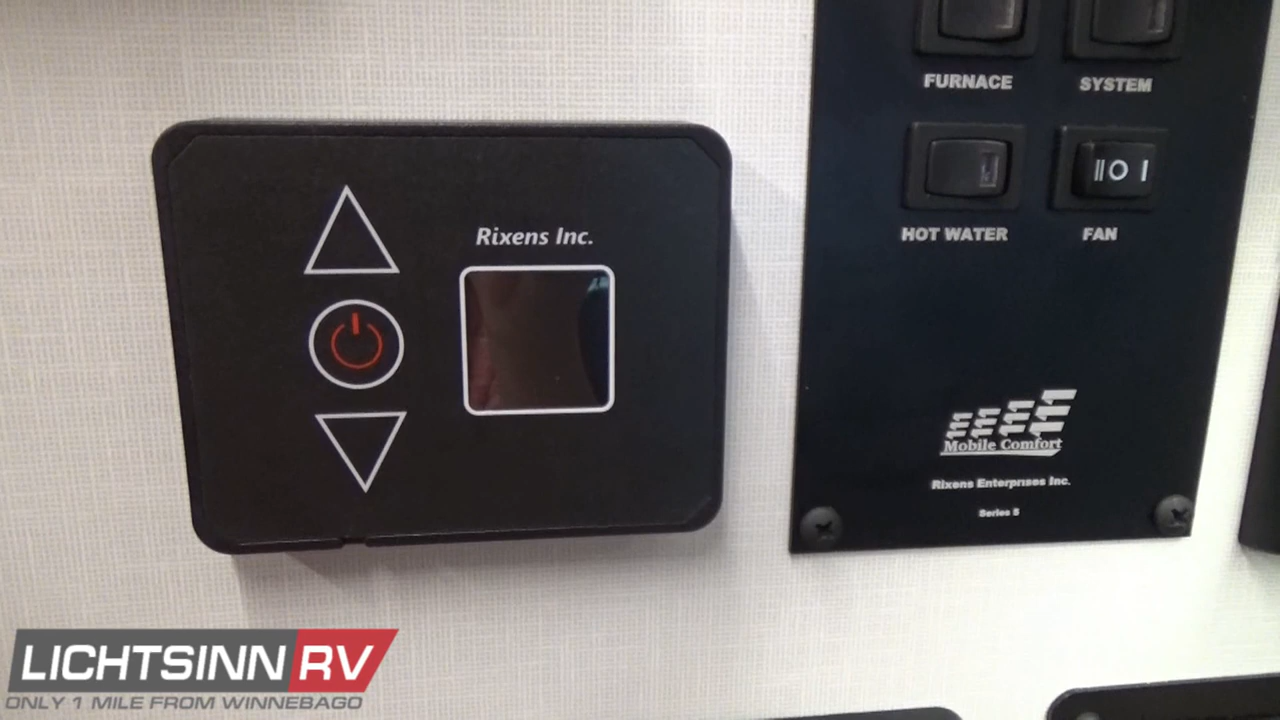 FURNACE SYSTEM
II O I
HOT WATER FAN
Rixens Inc.
Mobile Comfort
Rixens Enterprises Inc.
Series 5
LICHTSINN RV
ONLY 1 MILE FROM WINNEBAGO